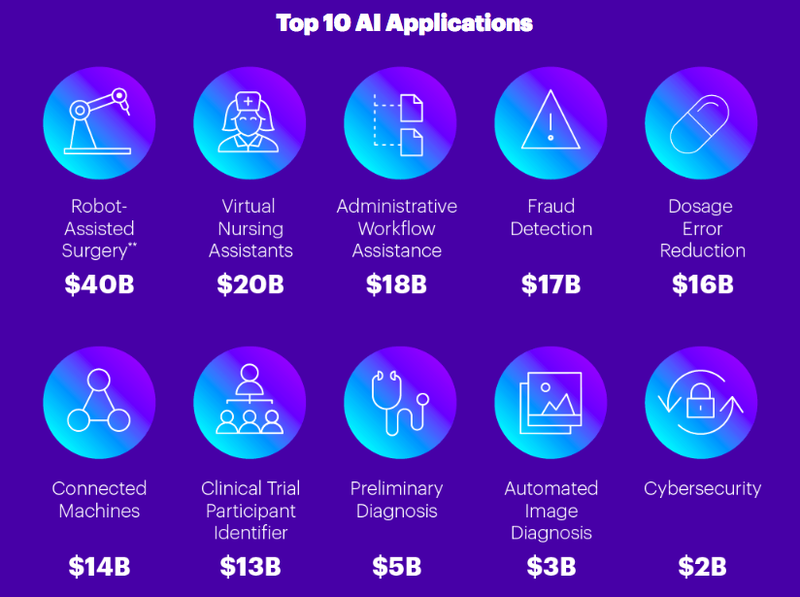 Top 10 AI Applications
Robot-
Assisted
Surgery**
$40B
Virtual
Nursing
Assistants
$20B
Administrative
Workflow
Assistance
$18B
Fraud
Detection
$17B
Dosage
Error
Reduction
$16B
Connected
Machines
$14B
Clinical Trial
Participant
Identifier
$13B
Preliminary
Diagnosis
$5B
Automated
Image
Diagnosis
$3B
Cybersecurity
$2B